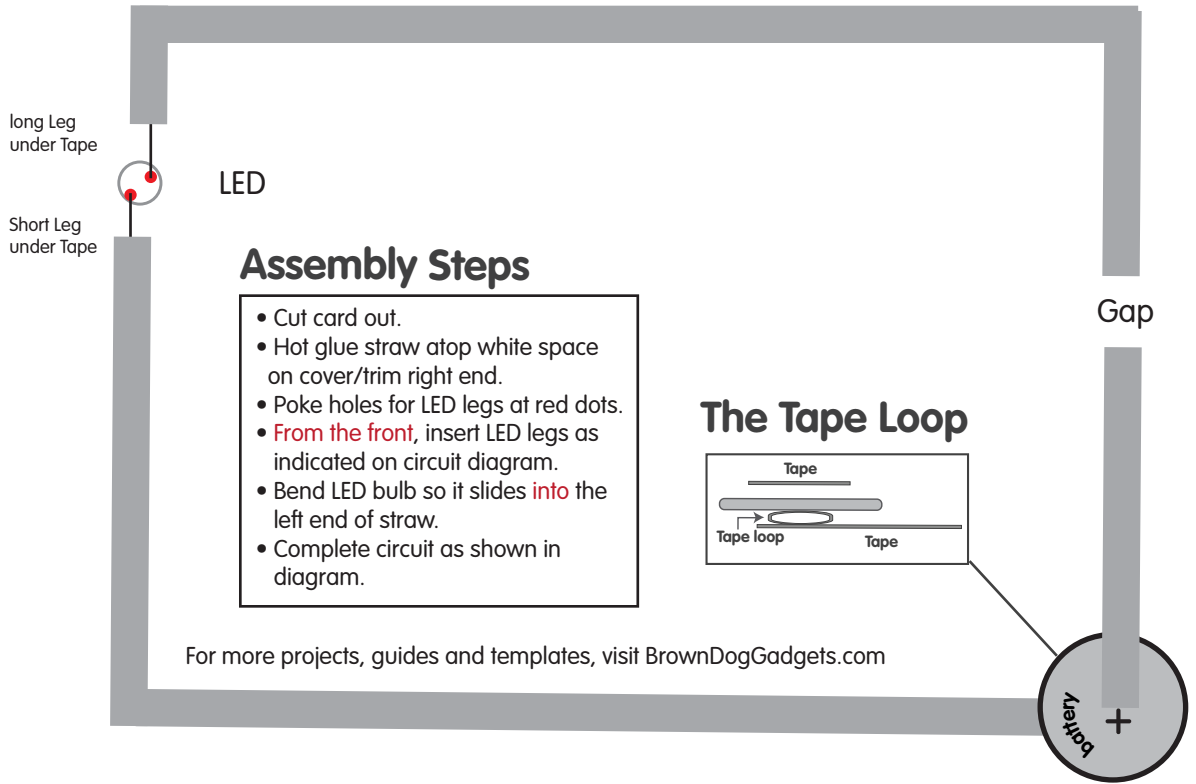 long Leg
under Tape
LED
Short Leg
under Tape
Assembly Steps
• Cut card out.
• Hot glue straw atop white space
on cover/trim right end.
• Poke holes for LED legs at red dots.
• From the front, insert LED legs as
indicated on circuit diagram.
• Bend LED bulb so it slides into the
left end of straw.
• Complete circuit as shown in
diagram.
Gap
The Tape Loop
Tape
Tape loop
Tape
For more projects, guides and templates, visit BrownDogGadgets.com
battery
+